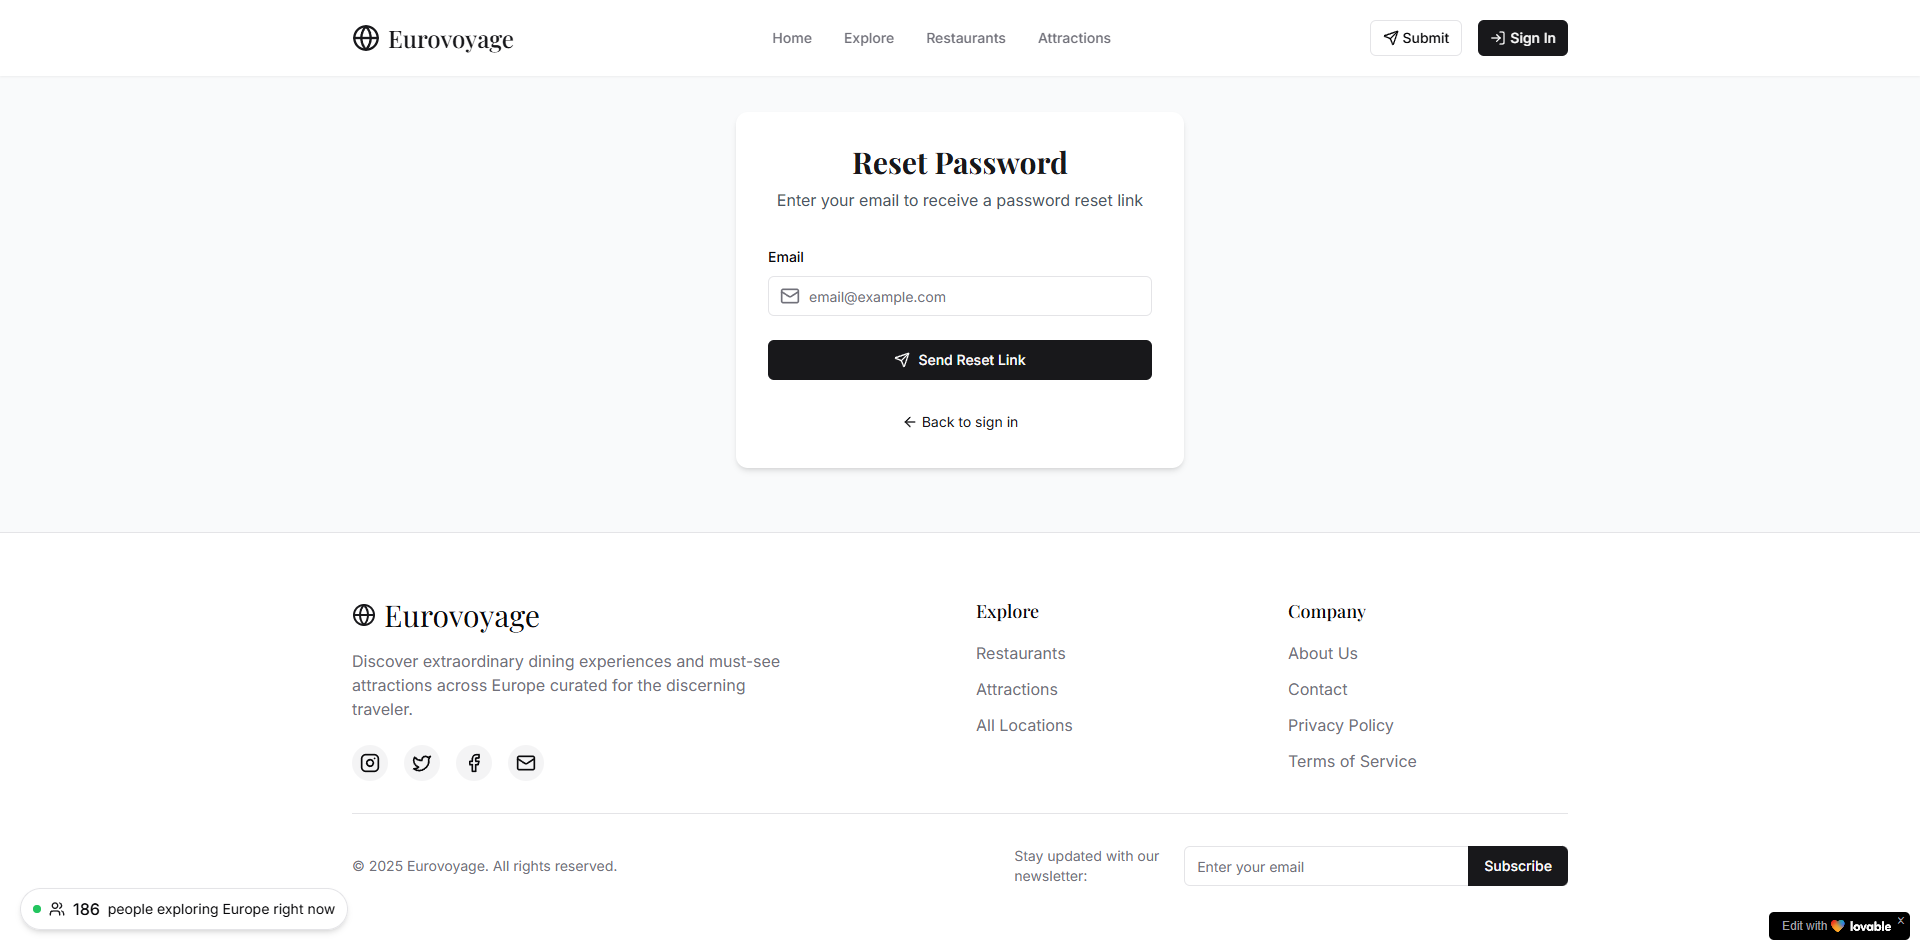 Eurovoyage
Home
Explore
Restaurants
Attractions
Submit
Sign In
Reset Password
Enter your email to receive a password reset link
Email
email@example.com
Send Reset Link
Back to sign in
Eurovoyage
Discover extraordinary dining experiences and must-see
attractions across Europe curated for the discerning
traveler.
Explore
Restaurants
Attractions
All Locations
Company
About Us
Contact
Privacy Policy
Terms of Service
© 2025 Eurovoyage. All rights reserved.
Stay updated with our
newsletter:
Enter your email
Subscribe
186 people exploring Europe right now
Edit with lovable
x